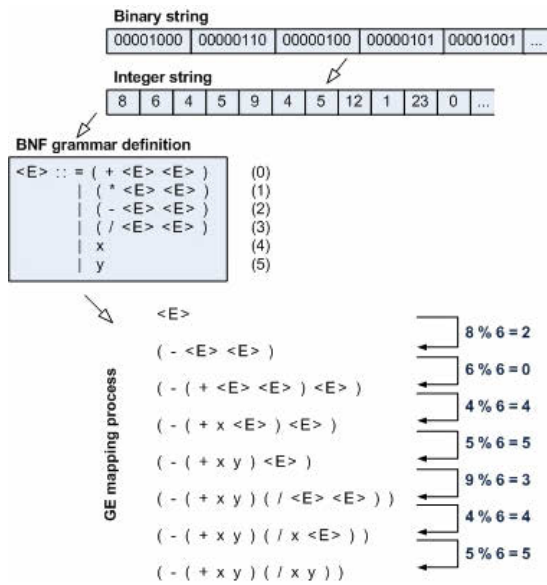 Binary string
00001000 00000110 00000100 00000101 00001001 ...
Integer string
8 6 4 5 9 4 5 12 1 23 0 ...
BNF grammar definition
<E> :: = ( + <E> <E> ) (0)
| ( * <E> <E> ) (1)
| ( - <E> <E> ) (2)
| ( / <E> <E> ) (3)
| x (4)
| y (5)
GE mapping process
<E>
8 % 6 = 2
( - <E> <E> )
6 % 6 = 0
( - ( + <E> <E> ) <E> )
4 % 6 = 4
( - ( + x <E> ) <E> )
5 % 6 = 5
( - ( + x y ) <E> )
9 % 6 = 3
( - ( + x y ) ( / <E> <E> ) )
4 % 6 = 4
( - ( + x y ) ( / x <E> ) )
5 % 6 = 5
( - ( + x y ) ( / x y ) )